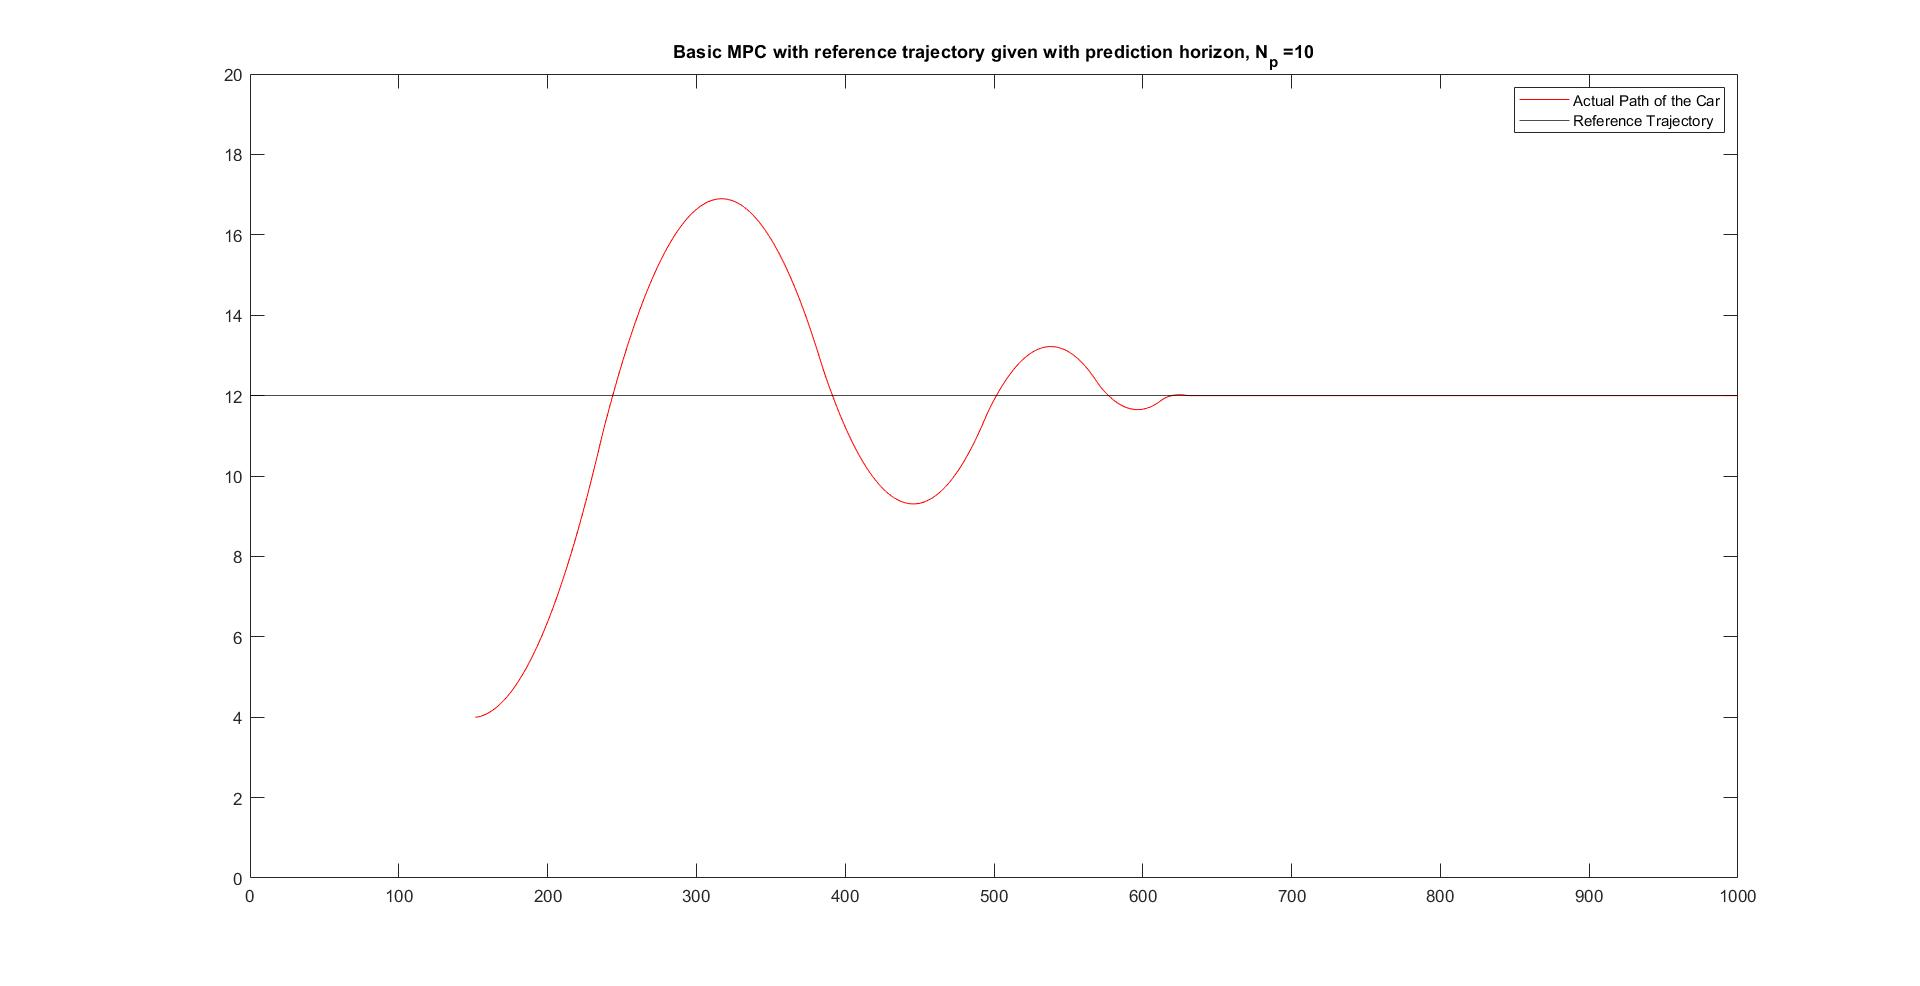 Basic MPC with reference trajectory given with prediction horizon, Np =10
20
Actual Path of the Car
Reference Trajectory
18
16
14
12
10
8
6
4
2
0
0 100 200 300 400 500 600 700 800 900 1000